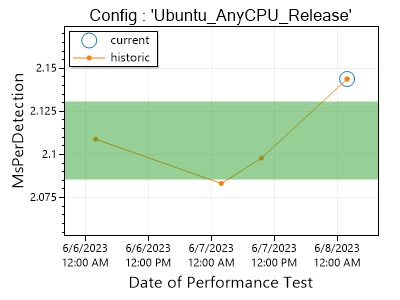 Config : 'Ubuntu_AnyCPU_Release'
current
historic
MsPerDetection
2.15
2.125
2.1
2.075
6/6/2023 6/6/2023 6/7/2023 6/7/2023 6/8/2023
12:00 AM 12:00 PM 12:00 AM 12:00 PM 12:00 AM
Date of Performance Test